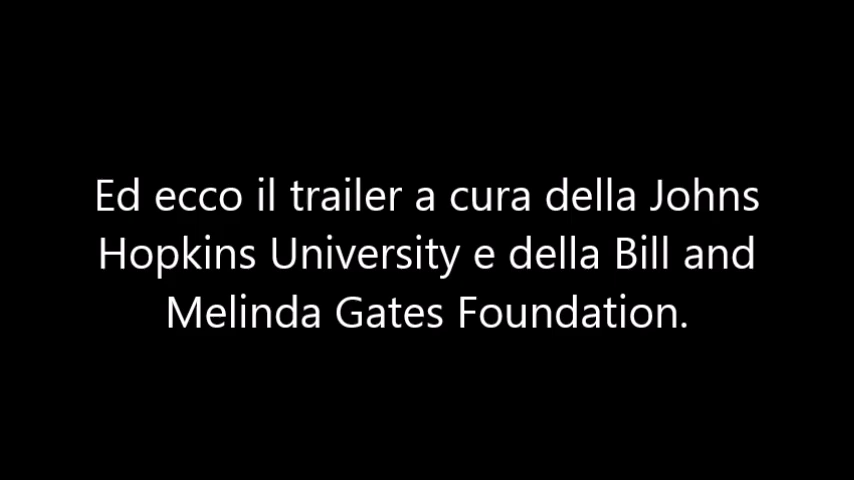 Ed ecco il trailer a cura della Johns
Hopkins University e della Bill and
Melinda Gates Foundation.